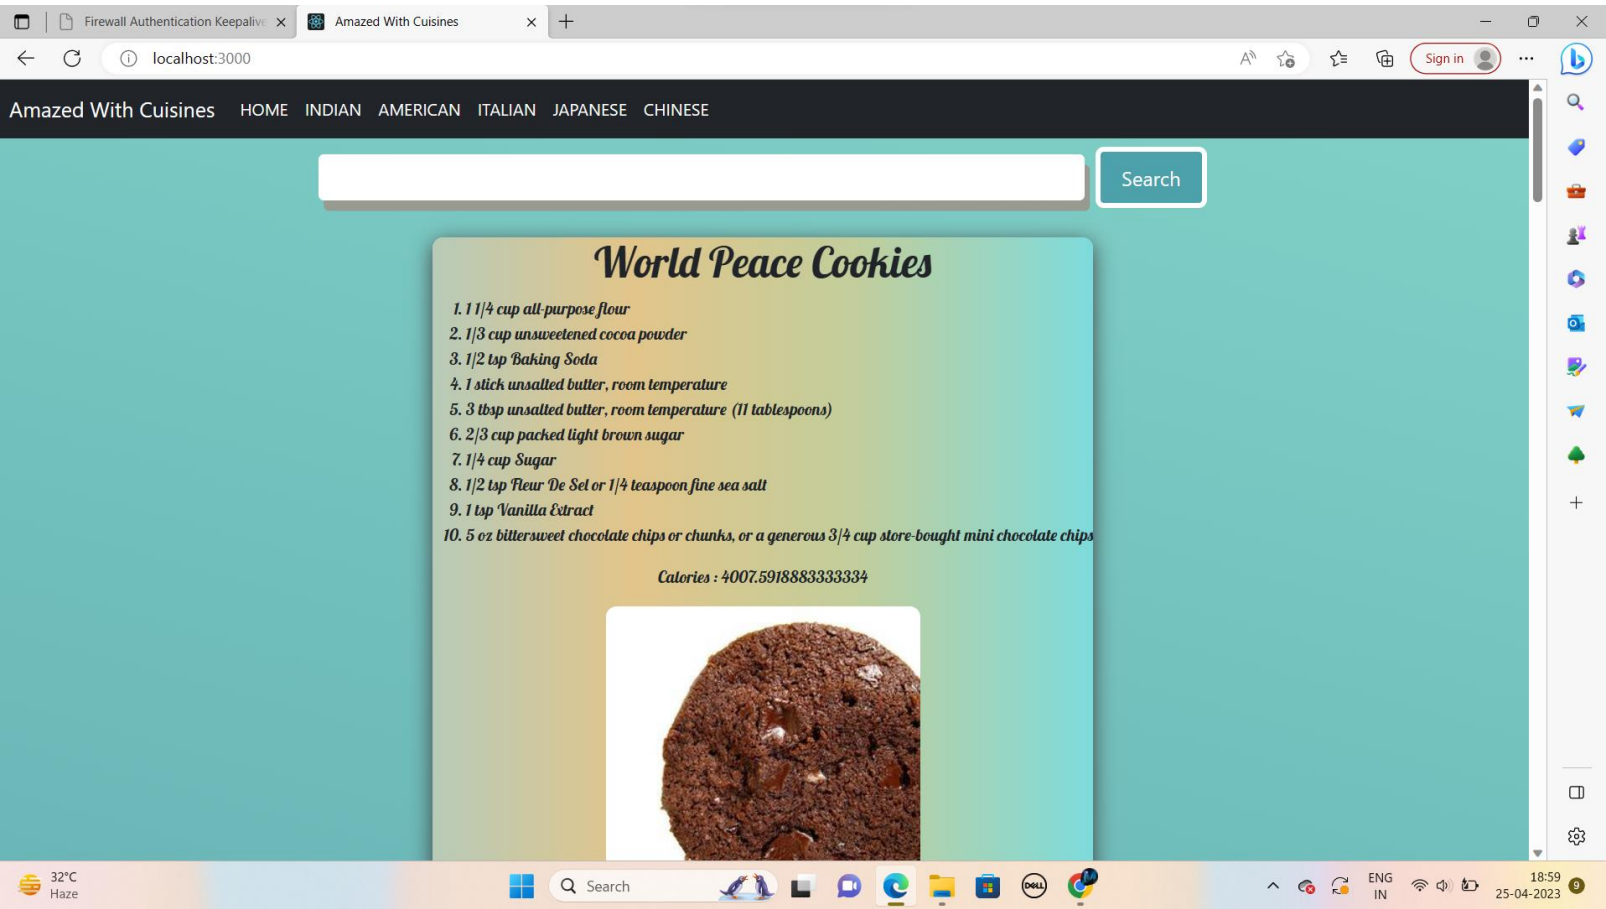 Firewall Authentication Keepalive
Amazed With Cuisines
localhost:3000
Sign in
Amazed With Cuisines HOME INDIAN AMERICAN ITALIAN JAPANESE CHINESE
Search
World Peace Cookies
1. 1 1/4 cup all-purpose flour
2. 1/3 cup unsweetened cocoa powder
3. 1/2 tsp Baking Soda
4. 1 stick unsalted butter, room temperature
5. 3 tbsp unsalted butter, room temperature (11 tablespoons)
6. 2/3 cup packed light brown sugar
7. 1/4 cup Sugar
8. 1/2 tsp Fleur De Sel or 1/4 teaspoon fine sea salt
9. 1 tsp Vanilla Extract
10. 5 oz bittersweet chocolate chips or chunks, or a generous 3/4 cup store-bought mini chocolate chips
Calories : 4007.5918883333334
32°C
Haze
Search
DELL
ENG
IN
18:59
25-04-2023
9